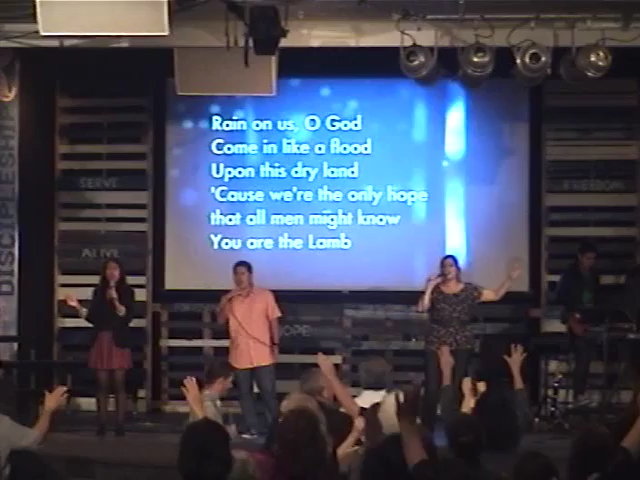 Rain on us, O God
Come in like a flood
Upon this dry land
'Cause we're the only hope
that all men might know
You are the Lamb
DISCIPLESHIP
SERVE
FREEDOM
ALIVE
HOPE